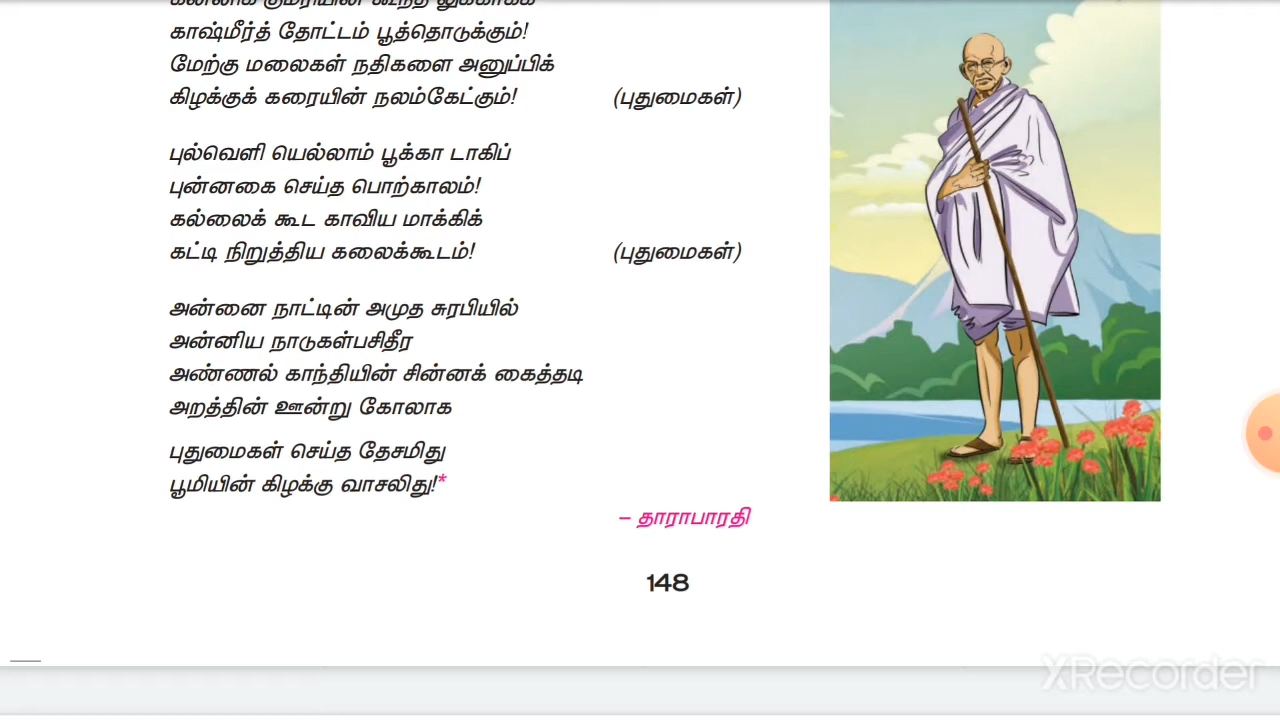 காஷ்மீர்த் தோட்டம் பூத்தொடுக்கும்!
மேற்கு மலைகள் நதிகளை அனுப்பிக்
கிழக்குக் கரையின் நலம்கேட்கும்! (புதுமைகள்)
புல்வெளி யெல்லாம் பூக்கா டாகிப்
புன்னகை செய்த பொற்காலம்!
கல்லைக் கூட காவிய மாக்கிக்
கட்டி நிறுத்திய கலைக்கூடம்! (புதுமைகள்)
அன்னை நாட்டின் அமுத சுரபியில்
அன்னிய நாடுகள்பசிதீர
அண்ணல் காந்தியின் சின்னக் கைத்தடி
அறத்தின் ஊன்று கோலாக
புதுமைகள் செய்த தேசமிது
பூமியின் கிழக்கு வாசலிது!*
– தாராபாரதி
148
XRecorder